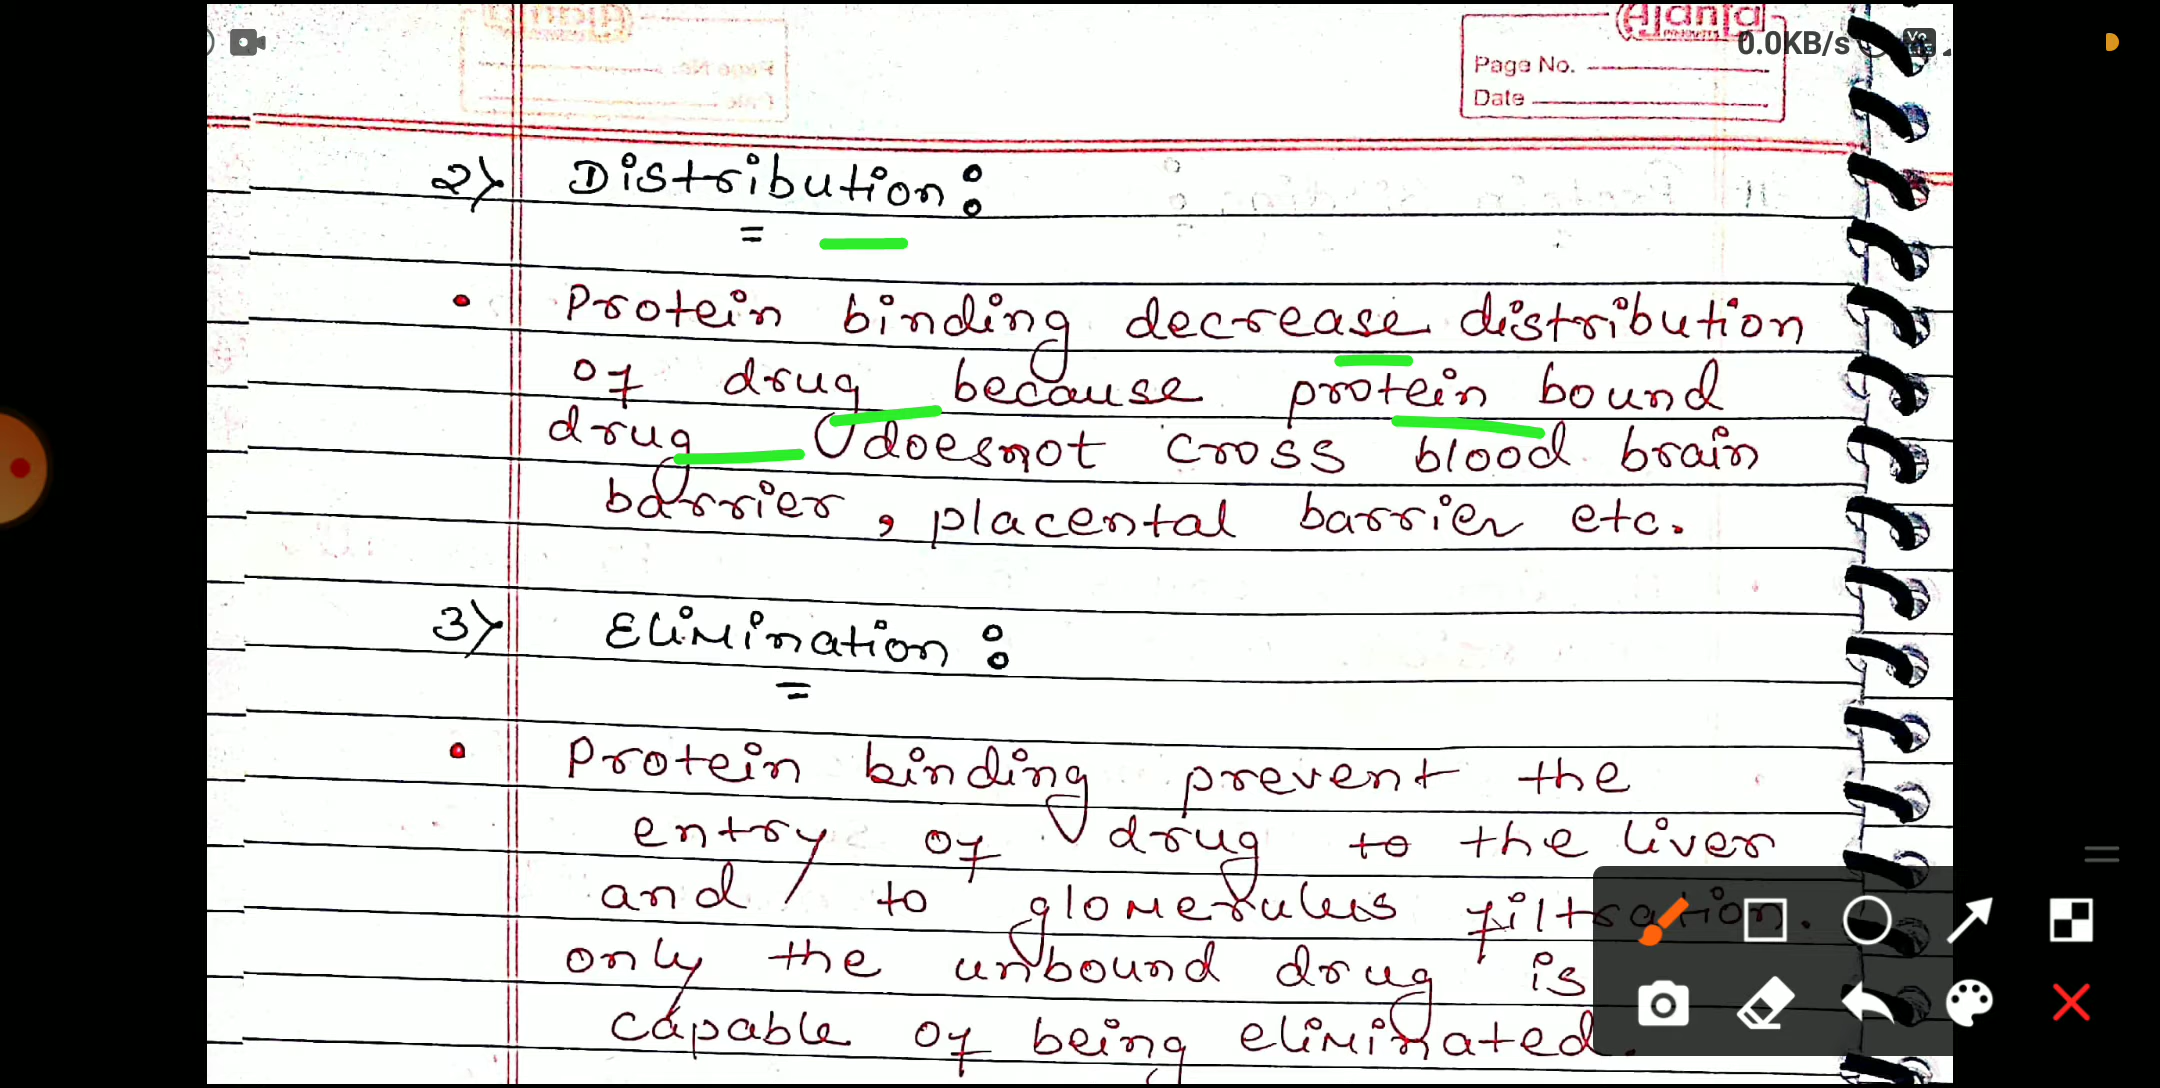 Ajanta
Page No.
Date
0.0KB/s
2) Distribution:
• Protein binding decrease distribution
of drug because protein bound
drug doesnot cross blood brain
barrier, placental barrier etc.
3) Elimination:
• Protein binding prevent the
entry of drug to the liver
and to glomerulus filtration.
only the unbound drug is
capable of being eliminated.